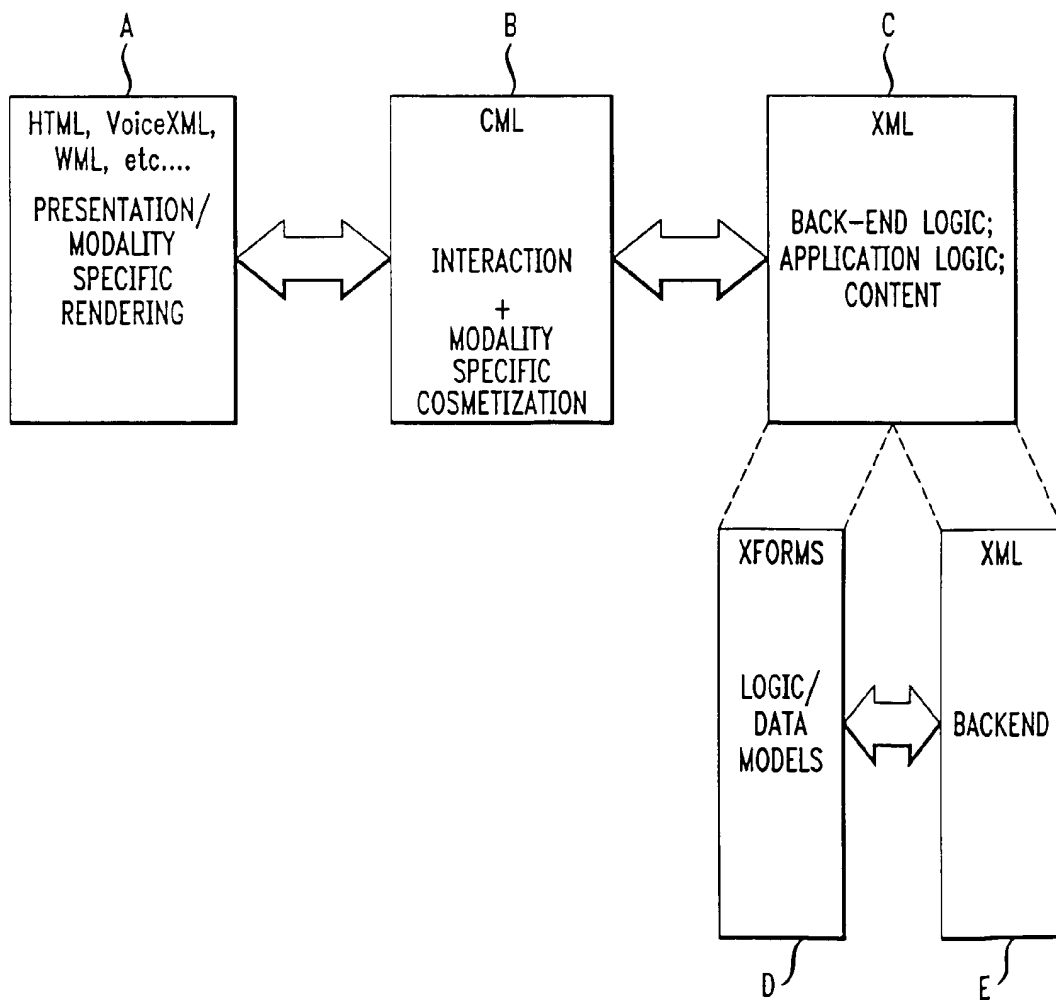 A
B
C
HTML, VoiceXML,
WML, etc....
PRESENTATION/
MODALITY
SPECIFIC
RENDERING
CML
INTERACTION
+
MODALITY
SPECIFIC
COSMETIZATION
XML
BACK-END LOGIC;
APPLICATION LOGIC;
CONTENT
XFORMS
LOGIC/
DATA
MODELS
XML
BACKEND
D
E